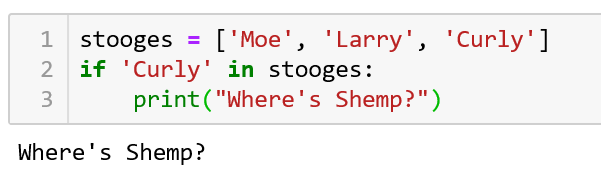 1 stooges = ['Moe', 'Larry', 'Curly']
2 if 'Curly' in stooges:
3     print("Where's Shemp?")
Where's Shemp?